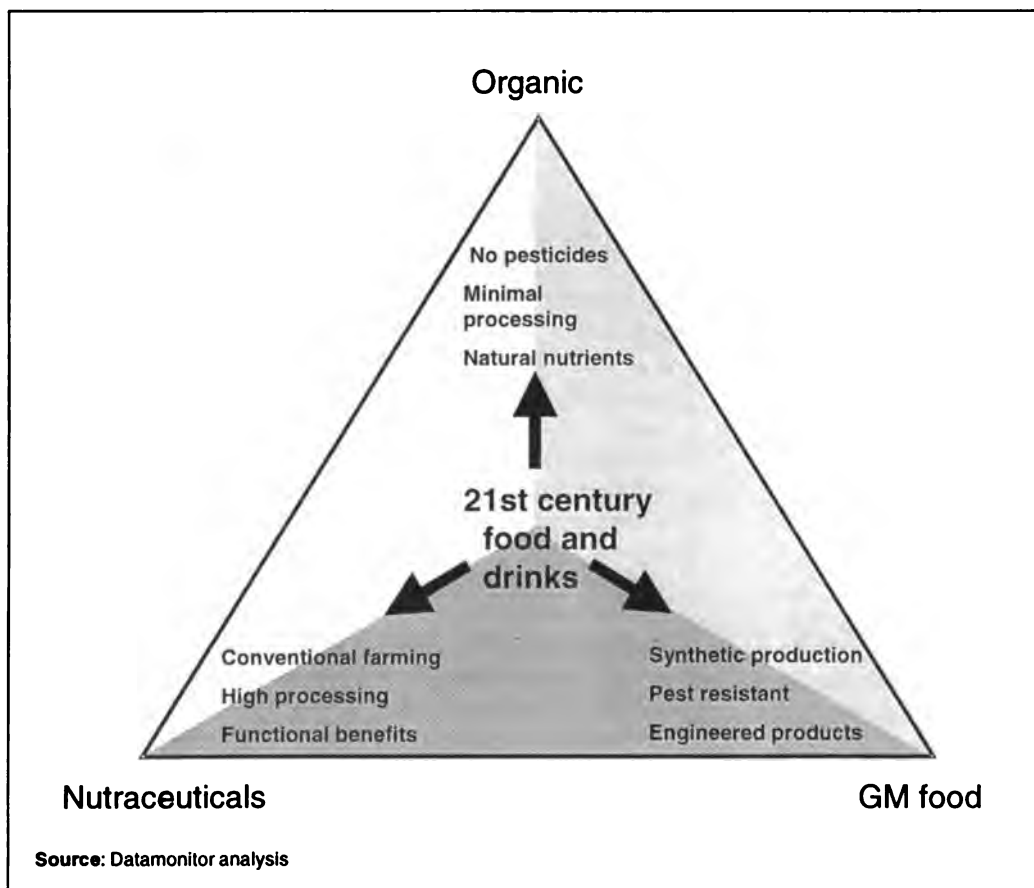 Organic
No pesticides
Minimal
processing
Natural nutrients
21st century
food and
drinks
Conventional farming
High processing
Functional benefits
Synthetic production
Pest resistant
Engineered products
Nutraceuticals
GM food
Source: Datamonitor analysis